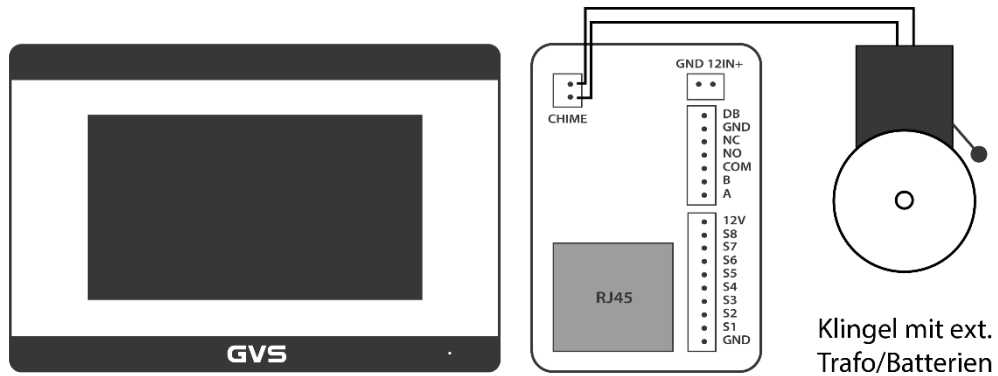 GVS
CHIME
GND 12IN+
DB
GND
NC
NO
COM
B
A
12V
S8
S7
S6
S5
S4
S3
S2
S1
GND
RJ45
Klingel mit ext.
Trafo/Batterien